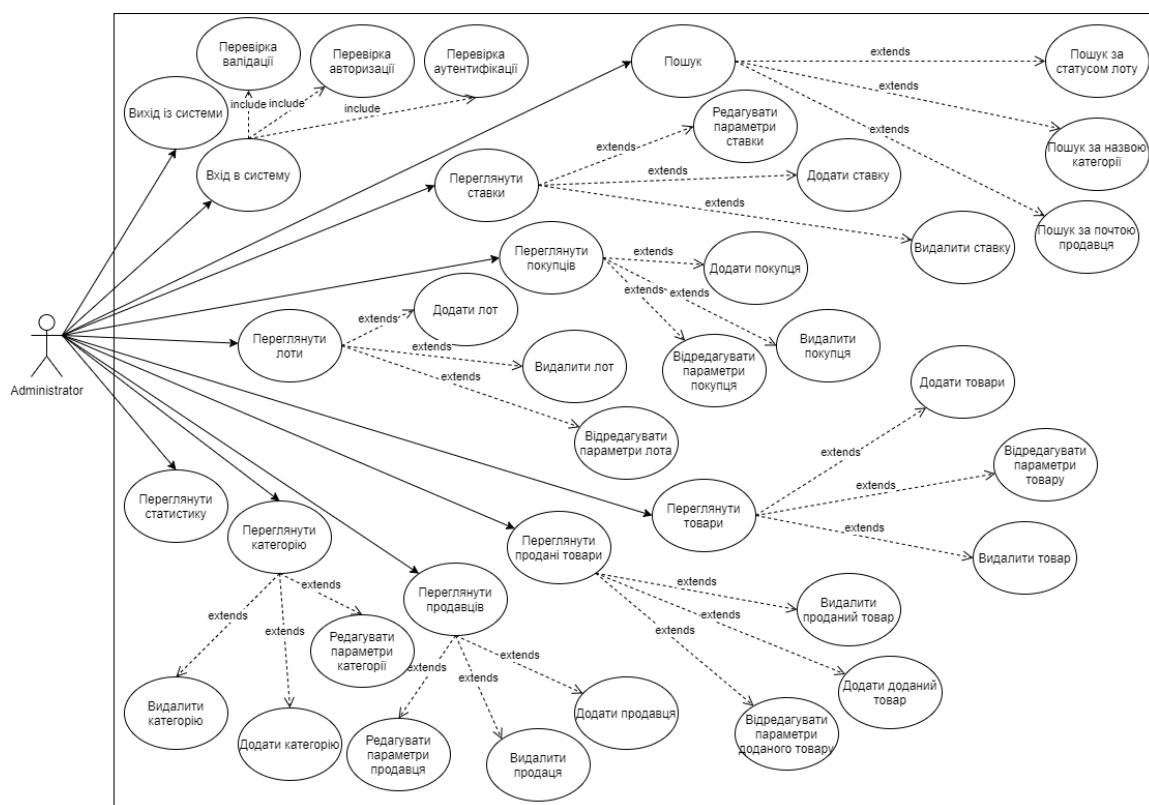 Перевірка
валідації
Перевірка
авторизації
Перевірка
аутентифікації
include
include
include
Вихід із системи
Вхід в систему
Пошук
extends
Пошук за
статусом лоту
extends
Пошук за назвою
категорії
extends
Пошук за почтою
продавця
Переглянути
ставки
extends
Редагувати
параметри
ставки
extends
Додати ставку
extends
Видалити ставку
Переглянути
покупців
extends
Додати покупця
extends
Видалити
покупця
extends
Відредагувати
параметри
покупця
Administrator
Переглянути
лоти
extends
Додати лот
extends
Видалити лот
extends
Відредагувати
параметри лота
Переглянути
товари
extends
Додати товари
extends
Відредагувати
параметри
товару
extends
Видалити товар
Переглянути
статистику
Переглянути
категорію
extends
Видалити
категорію
extends
Додати категорію
extends
Редагувати
параметри
категорії
Переглянути
продавців
extends
Редагувати
параметри
продавця
extends
Видалити
продаця
extends
Додати продавця
Переглянути
продані товари
extends
Видалити
проданий товар
extends
Додати доданий
товар
extends
Відредагувати
параметри
доданого товару